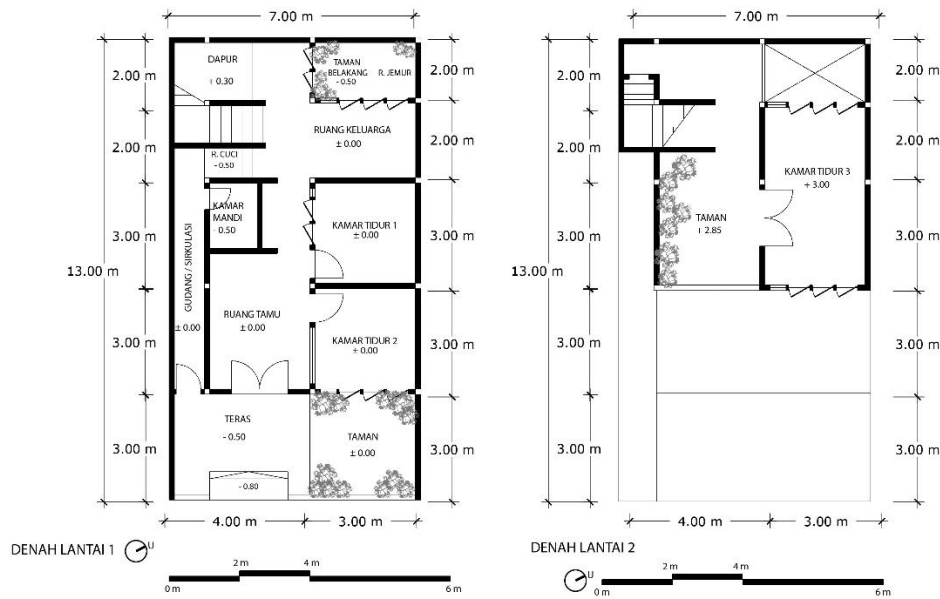 7.00 m
DAPUR
+ 0.30
TAMAN
BELAKANG
- 0.50
R. JEMUR
2.00 m
2.00 m
RUANG KELUARGA
± 0.00
2.00 m
2.00 m
R. CUCI
- 0.50
KAMAR
MANDI
- 0.50
KAMAR TIDUR 1
± 0.00
3.00 m
3.00 m
13.00 m
GUDANG / SIRKULASI
± 0.00
RUANG TAMU
± 0.00
KAMAR TIDUR 2
± 0.00
3.00 m
3.00 m
TERAS
- 0.50
TAMAN
± 0.00
3.00 m
3.00 m
- 0.80
4.00 m
3.00 m
DENAH LANTAI 1
U
2 m
4 m
0 m
6 m
7.00 m
2.00 m
2.00 m
2.00 m
2.00 m
KAMAR TIDUR 3
+ 3.00
TAMAN
+ 2.85
3.00 m
3.00 m
13.00 m
3.00 m
3.00 m
3.00 m
3.00 m
4.00 m
3.00 m
DENAH LANTAI 2
U
2 m
4 m
0 m
6 m